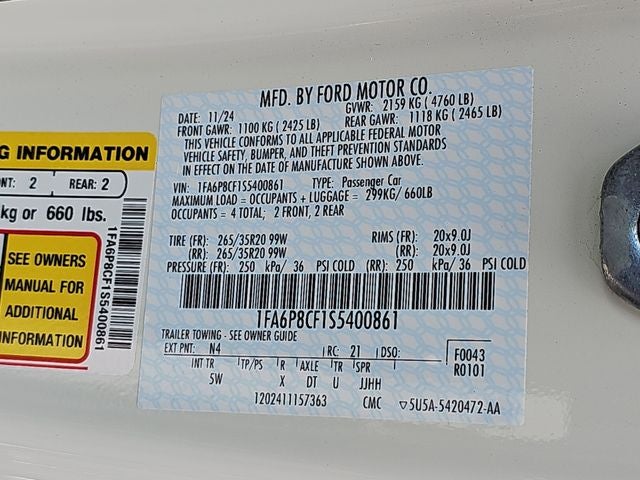 MFD. BY FORD MOTOR CO.
DATE: 11/24 GVWR: 2159 KG ( 4760 LB)
FRONT GAWR: 1100 KG ( 2425 LB) REAR GAWR: 1118 KG ( 2465 LB)
THIS VEHICLE CONFORMS TO ALL APPLICABLE FEDERAL MOTOR
VEHICLE SAFETY, BUMPER, AND THEFT PREVENTION STANDARDS
IN EFFECT ON THE DATE OF MANUFACTURE SHOWN ABOVE.
VIN: 1FA6P8CF1S5400861 TYPE: Passenger Car
MAXIMUM LOAD = OCCUPANTS + LUGGAGE = 299KG/ 660LB
OCCUPANTS = 4 TOTAL; 2 FRONT, 2 REAR
TIRE (FR): 265/35R20 99W RIMS (FR): 20x9.0J
(RR): 265/35R20 99W (RR): 20x9.0J
PRESSURE (FR): 250 kPa/ 36 PSI COLD (RR): 250 kPa/ 36 PSI COLD
1FA6P8CF1S5400861
TRAILER TOWING - SEE OWNER GUIDE
EXT PNT: N4 RC: 21 DSO: F0043
INT TR TP/PS R AXLE TR SPR R0101
5W X DT U JJHH
1202411157363 CMC 5U5A-5420472-AA
G INFORMATION
NT: 2 REAR: 2
kg or 660 lbs.
SEE OWNERS
MANUAL FOR
ADDITIONAL
INFORMATION
1FA6P8CF1S5400861